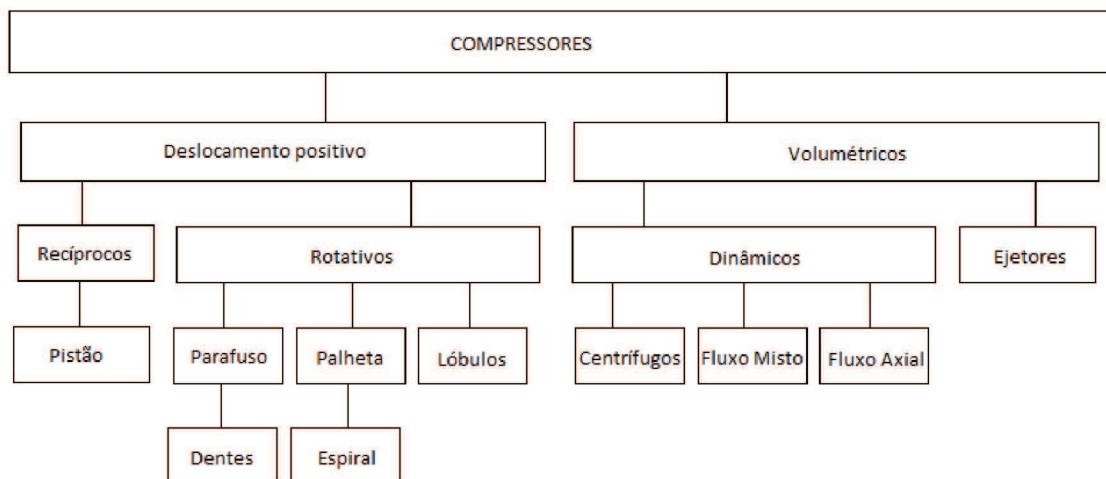 COMPRESSORES
Deslocamento positivo
Volumétricos
Recíprocos
Rotativos
Dinâmicos
Ejetores
Pistão
Parafuso
Palheta
Lóbulos
Centrífugos
Fluxo Misto
Fluxo Axial
Dentes
Espiral